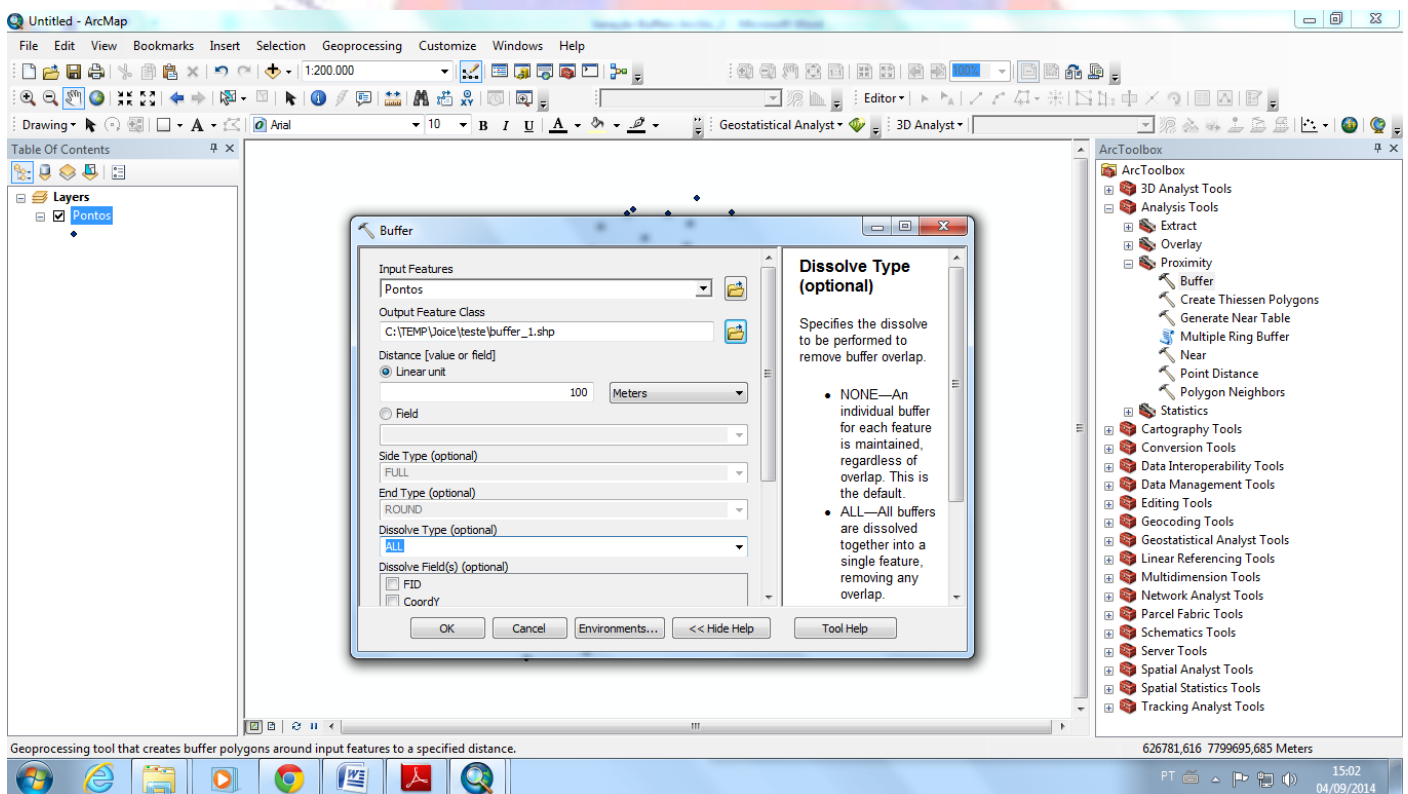 Untitled - ArcMap
File Edit View Bookmarks Insert Selection Geoprocessing Customize Windows Help
1:200.000
100%
Editor
Drawing
A
Arial
10
B I U A
Geostatistical Analyst
3D Analyst
Table Of Contents
Layers
Pontos
Buffer
Input Features
Pontos
Output Feature Class
C:\TEMP\Joice\teste\buffer_1.shp
Distance [value or field]
Linear unit
100 Meters
Field
Side Type (optional)
FULL
End Type (optional)
ROUND
Dissolve Type (optional)
ALL
Dissolve Field(s) (optional)
FID
CoordY
OK Cancel Environments... << Hide Help Tool Help
Dissolve Type
(optional)
Specifies the dissolve
to be performed to
remove buffer overlap.
• NONE—An
individual buffer
for each feature
is maintained,
regardless of
overlap. This is
the default.
• ALL—All buffers
are dissolved
together into a
single feature,
removing any
overlap.
ArcToolbox
ArcToolbox
3D Analyst Tools
Analysis Tools
Extract
Overlay
Proximity
Buffer
Create Thiessen Polygons
Generate Near Table
Multiple Ring Buffer
Near
Point Distance
Polygon Neighbors
Statistics
Cartography Tools
Conversion Tools
Data Interoperability Tools
Data Management Tools
Editing Tools
Geocoding Tools
Geostatistical Analyst Tools
Linear Referencing Tools
Multidimension Tools
Network Analyst Tools
Parcel Fabric Tools
Schematics Tools
Server Tools
Spatial Analyst Tools
Spatial Statistics Tools
Tracking Analyst Tools
Geoprocessing tool that creates buffer polygons around input features to a specified distance.
626781,616 7799695,685 Meters
PT
15:02
04/09/2014